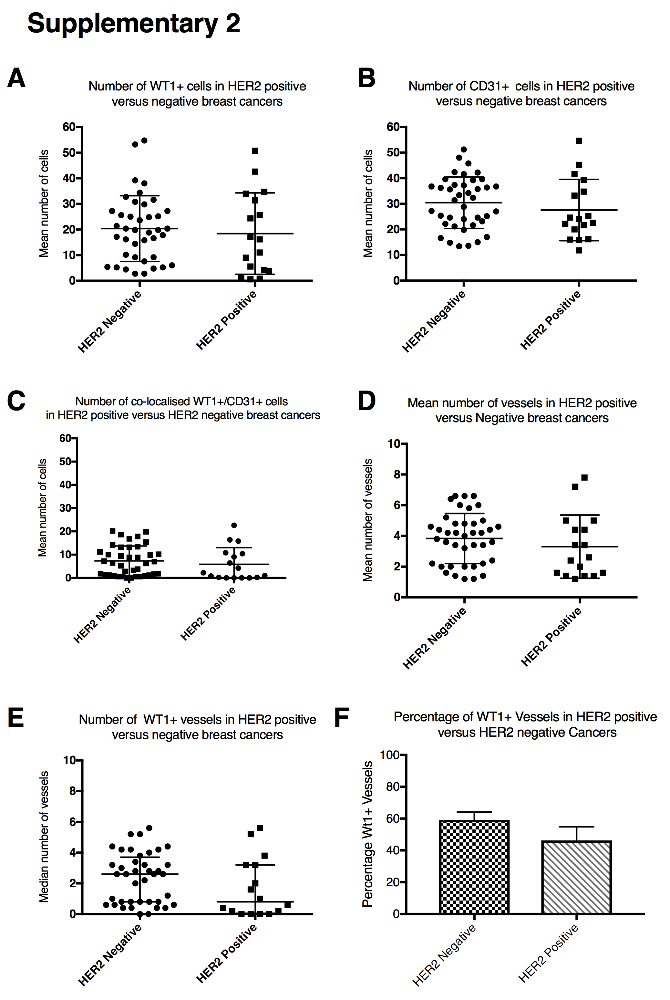 Supplementary 2
A
Number of WT1+ cells in HER2 positive
versus negative breast cancers
Mean number of cells
60
50
40
30
20
10
0
HER2 Negative
HER2 Positive
B
Number of CD31+ cells in HER2 positive
versus negative breast cancers
Mean number of cells
60
50
40
30
20
10
0
HER2 Negative
HER2 Positive
C
Number of co-localised WT1+/CD31+ cells
in HER2 positive versus HER2 negative breast cancers
Mean number of cells
60
50
40
30
20
10
0
HER2 Negative
HER2 Positive
D
Mean number of vessels in HER2 positive
versus Negative breast cancers
Mean number of vessels
10
8
6
4
2
0
HER2 Negative
HER2 Positive
E
Number of WT1+ vessels in HER2 positive
versus negative breast cancers
Median number of vessels
10
8
6
4
2
0
HER2 Negative
HER2 Positive
F
Percentage of WT1+ Vessels in HER2 positive
versus HER2 negative Cancers
Percentage Wt1+ Vessels
100
80
60
40
20
0
HER2 Negative
HER2 Positive